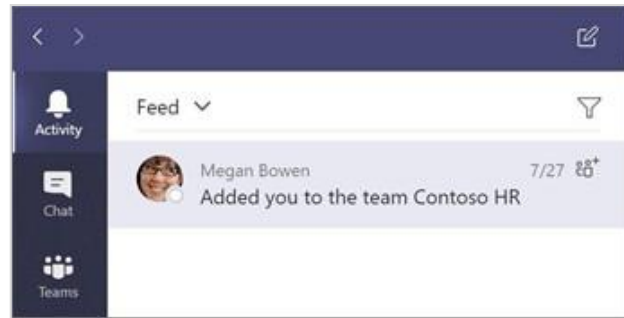 Activity
Feed
Megan Bowen 7/27
Added you to the team Contoso HR
Chat
Teams